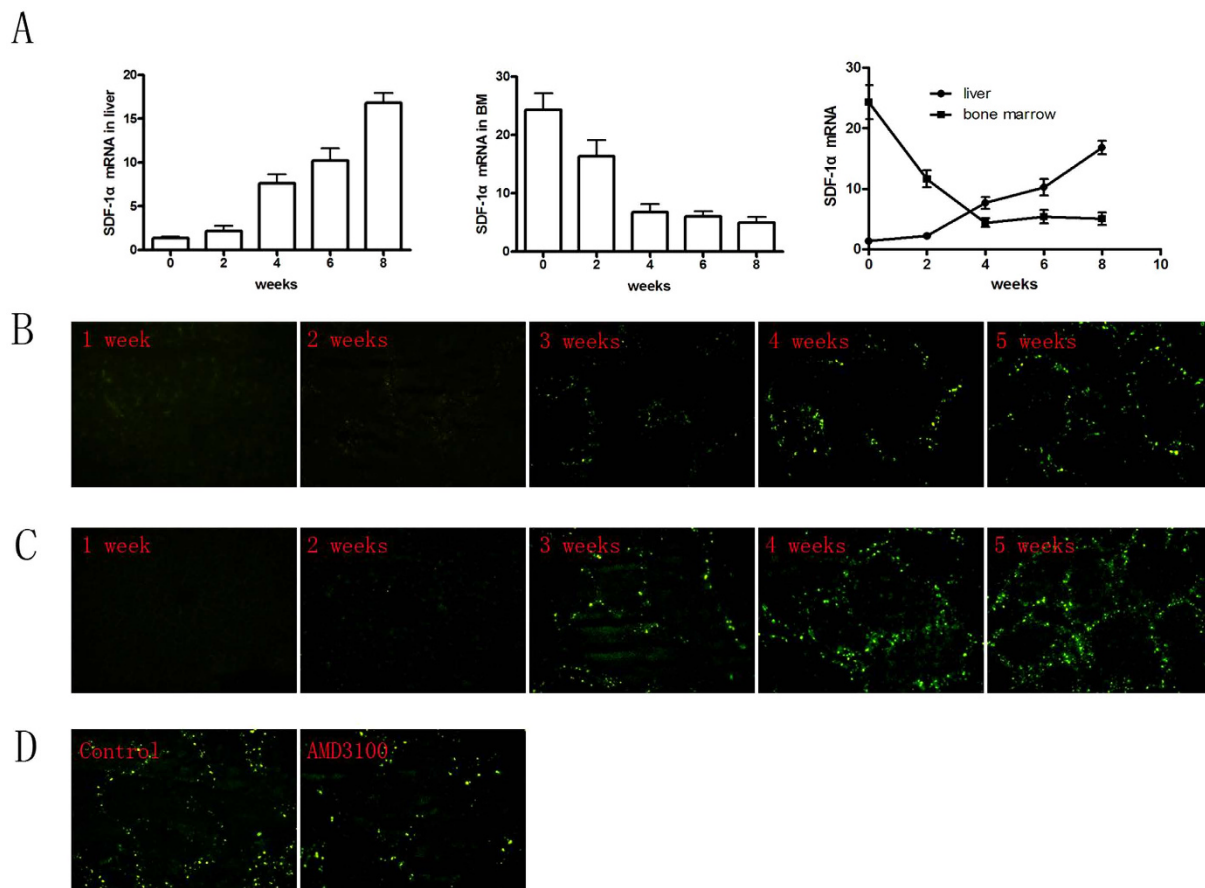 A
SDF-1α mRNA in liver
20
15
10
5
0
0 2 4 6 8
weeks
SDF-1α mRNA in BM
30
20
10
0
0 2 4 6 8
weeks
SDF-1α mRNA
30
20
10
0
liver
bone marrow
0 2 4 6 8 10
weeks
B
1 week
2 weeks
3 weeks
4 weeks
5 weeks
C
1 week
2 weeks
3 weeks
4 weeks
5 weeks
D
Control
AMD3100